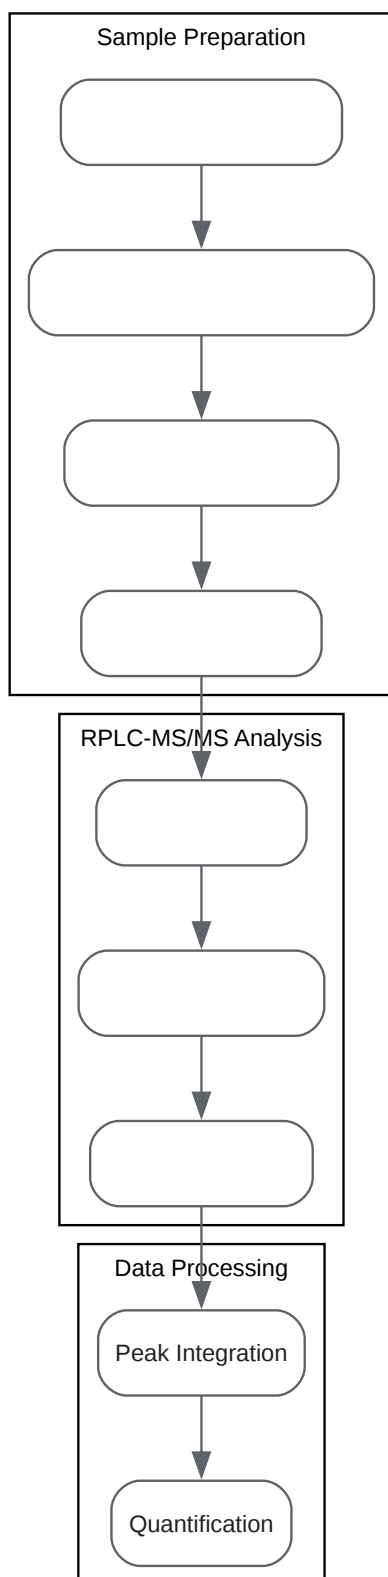 Sample Preparation
RPLC-MS/MS Analysis
Data Processing
Peak Integration
Quantification